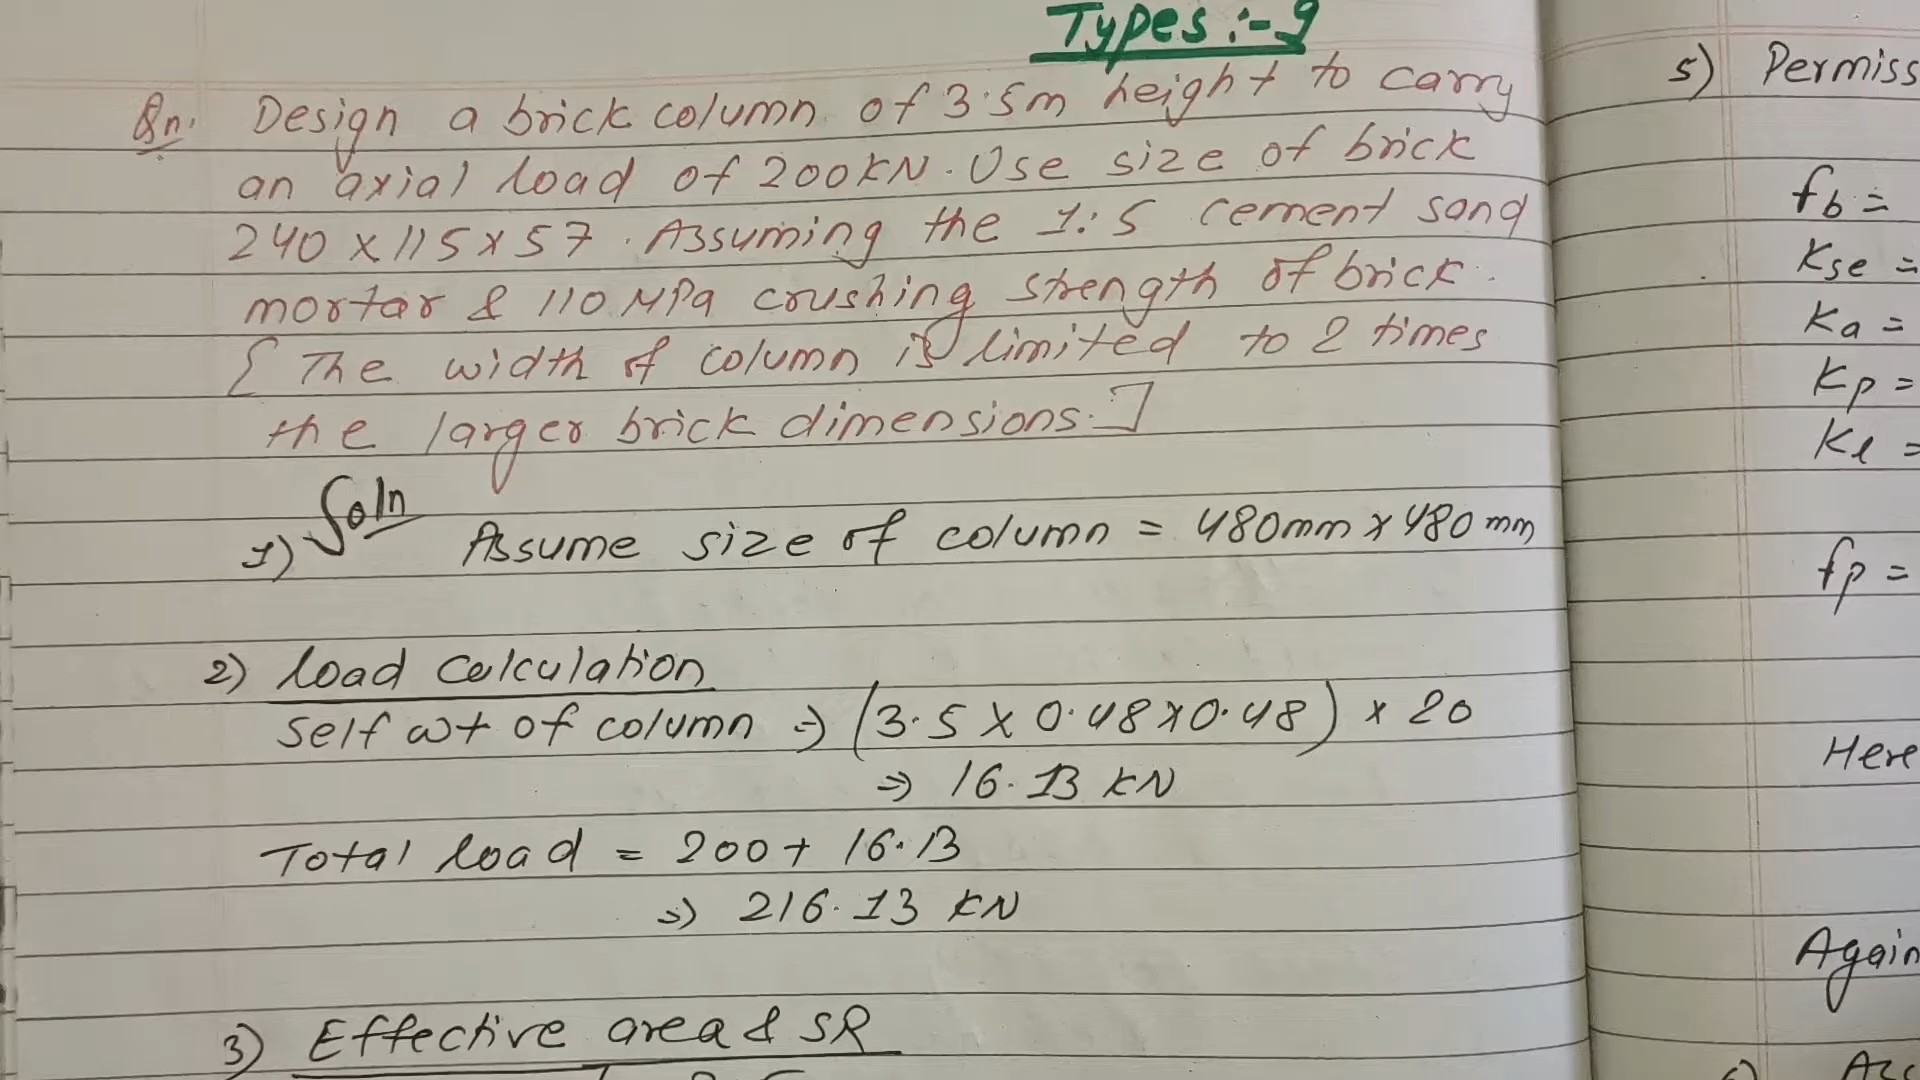 Types :- 9
Qn. Design a brick column of 3.5m height to carry
an axial load of 200KN. Use size of brick
240 x 115 x 57. Assuming the 1:5 cement sand
mortar & 110 MPa crushing strength of brick.
[ The width of column is limited to 2 times
the larger brick dimensions. ]
Soln
1) Assume size of column = 480mm x 480 mm
2) load calculation
Self wt of column => (3.5 x 0.48 x 0.48) x 20
=> 16.13 KN
Total load = 200 + 16.13
=> 216.13 KN
3) Effective area & SR
5) Permiss
fb =
Kse =
Ka =
Kp =
Kl =
fp =
Here
Again